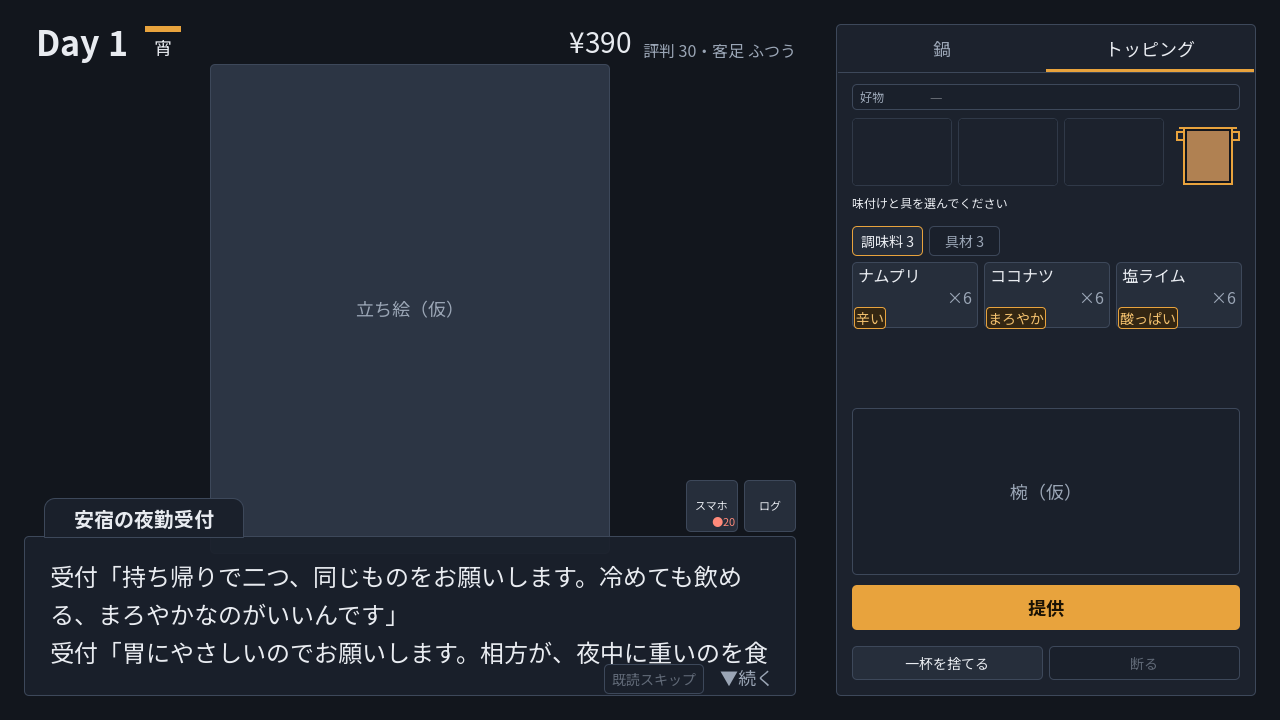 Day 1
宵
¥390
評判 30・客足 ふつう
立ち絵（仮）
スマホ
20
ログ
安宿の夜勤受付
受付「持ち帰りで二つ、同じものをお願いします。冷めても飲め
る、まろやかなのがいいんです」
受付「胃にやさしいのでお願いします。相方が、夜中に重いのを食
既読スキップ
▼続く
鍋
トッピング
好物 —
味付けと具を選んでください
調味料 3
具材 3
ナムプリ
×6
辛い
ココナツ
×6
まろやか
塩ライム
×6
酸っぱい
椀（仮）
提供
一杯を捨てる
断る